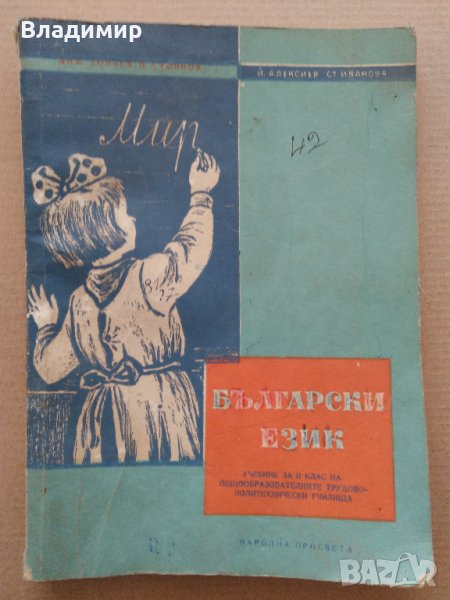 Владимир
Й. АЛЕКСИЕВ СТ ИВАНОВА
Мир
42
БЪЛГАРСКИ
ЕЗИК
УЧЕБНИК ЗА II КЛАС НА
ОБЩООБРАЗОВАТЕЛНИТЕ ТРУДОВО-
ПОЛИТЕХНИЧЕСКИ УЧИЛИЩА
НАРОДНА ПРОСВЕТА
BAZAR